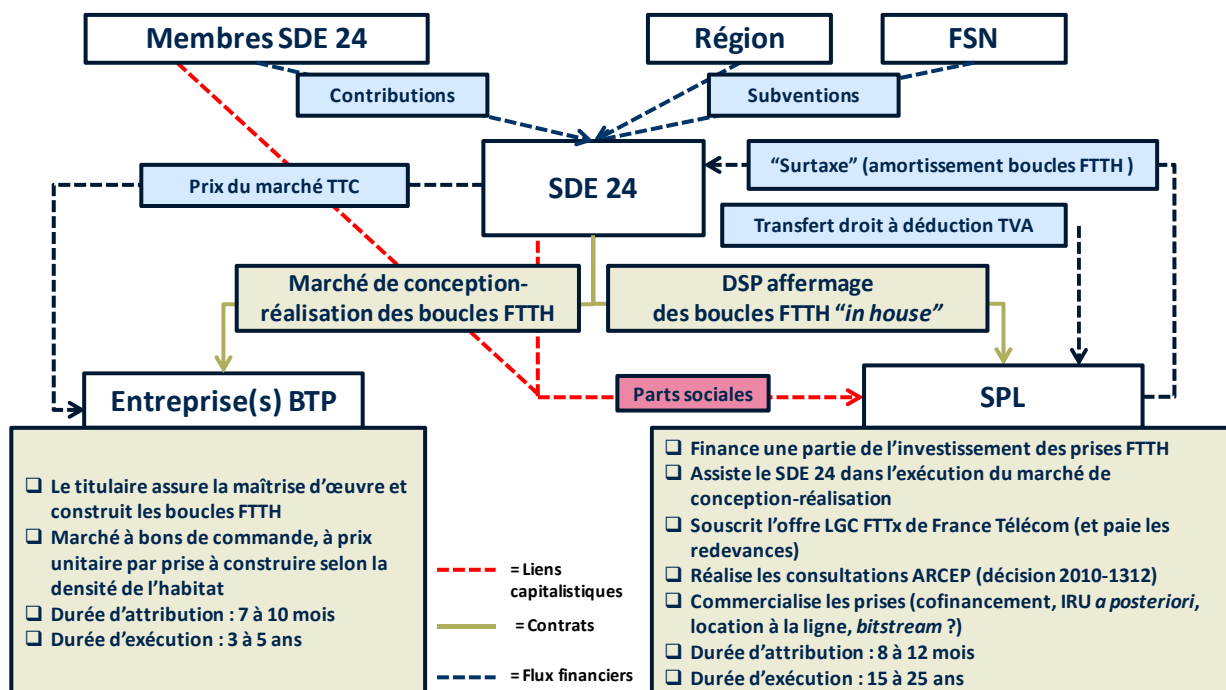 Membres SDE 24
Région
FSN
Contributions
Subventions
SDE 24
"Surtaxe" (amortissement boucles FTTH )
Prix du marché TTC
Transfert droit à déduction TVA
Marché de conception-
réalisation des boucles FTTH
DSP affermage
des boucles FTTH "in house"
Entreprise(s) BTP
Parts sociales
SPL
❑ Le titulaire assure la maîtrise d'œuvre et
construit les boucles FTTH
❑ Marché à bons de commande, à prix
unitaire par prise à construire selon la
densité de l'habitat
❑ Durée d'attribution : 7 à 10 mois
❑ Durée d'exécution : 3 à 5 ans
= Liens
capitalistiques
= Contrats
= Flux financiers
❑ Finance une partie de l'investissement des prises FTTH
❑ Assiste le SDE 24 dans l'exécution du marché de
conception-réalisation
❑ Souscrit l'offre LGC FTTx de France Télécom (et paie les
redevances)
❑ Réalise les consultations ARCEP (décision 2010-1312)
❑ Commercialise les prises (cofinancement, IRU a posteriori,
location à la ligne, bitstream ?)
❑ Durée d'attribution : 8 à 12 mois
❑ Durée d'exécution : 15 à 25 ans